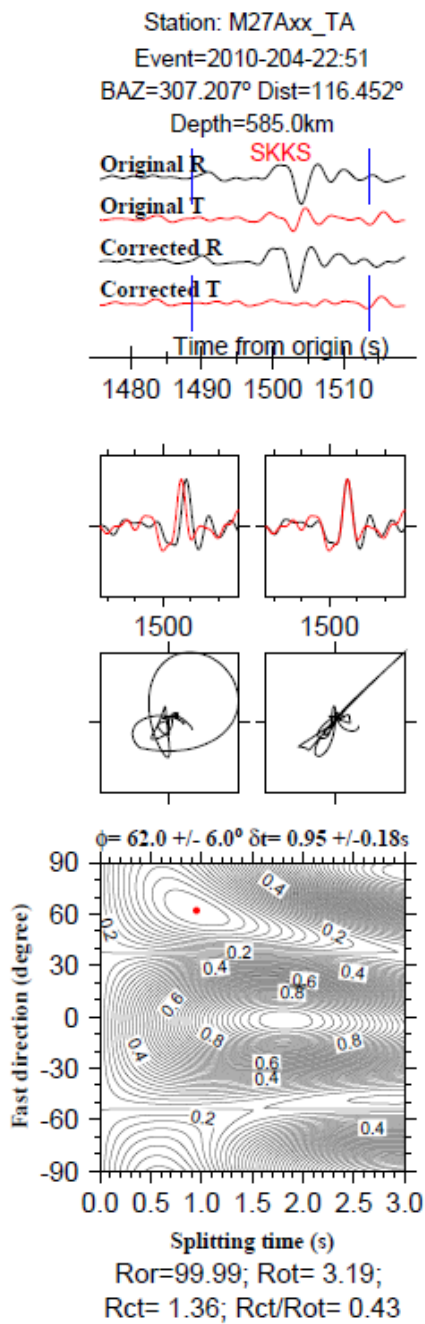 Station: M27Axx_TA
Event=2010-204-22:51
BAZ=307.207º Dist=116.452º
Depth=585.0km
SKKS
Original R
Original T
Corrected R
Corrected T
Time from origin (s)
1480 1490 1500 1510
1500 1500
ϕ= 62.0 +/- 6.0º δt= 0.95 +/-0.18s
Fast direction (degree)
90
60
30
0
-30
-60
-90
0.4
0.2
0.2
0.2
0.4
0.4
0.6
0.8
0.6
0.8
0.8
0.4
0.6
0.4
0.2
0.4
0.0 0.5 1.0 1.5 2.0 2.5 3.0
Splitting time (s)
Ror=99.99; Rot= 3.19;
Rct= 1.36; Rct/Rot= 0.43